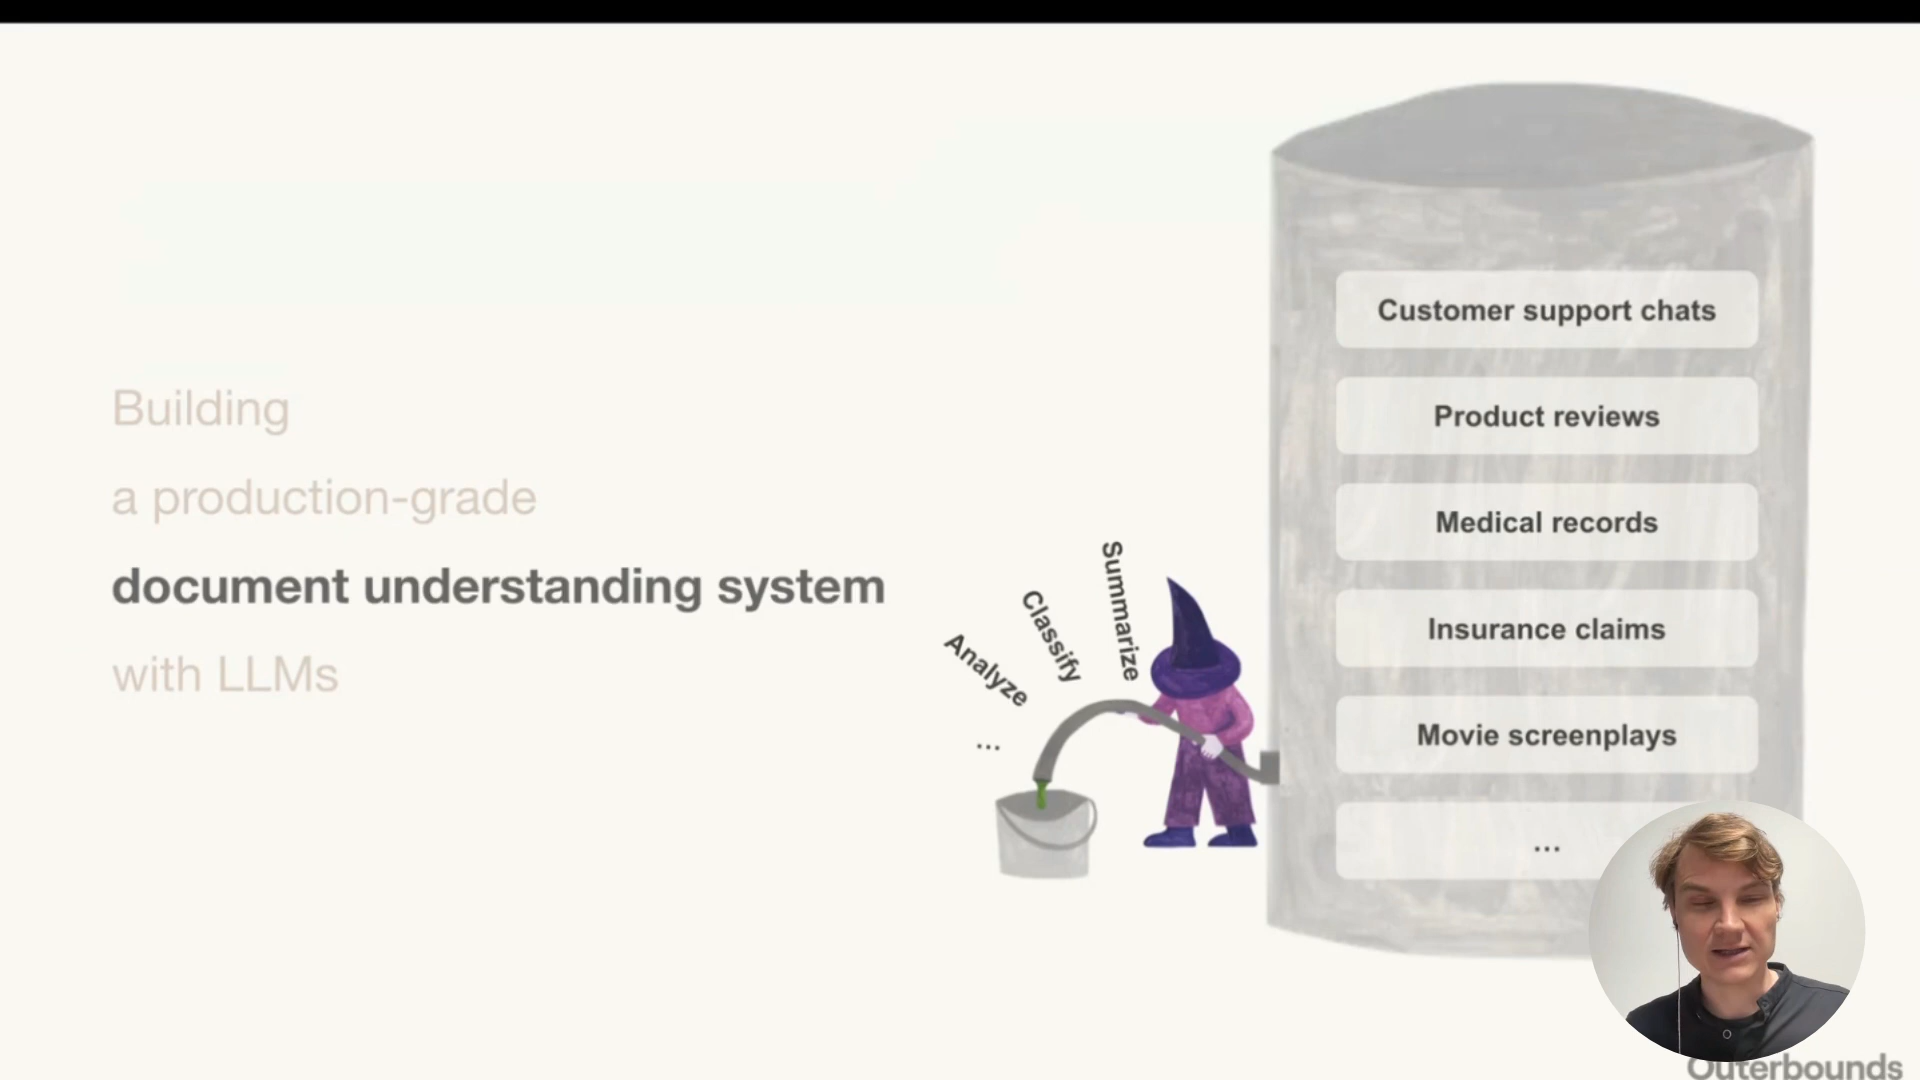 Building
a production-grade
document understanding system
with LLMs
Summarize
Classify
Analyze
...
Customer support chats
Product reviews
Medical records
Insurance claims
Movie screenplays
...
Outerbounds